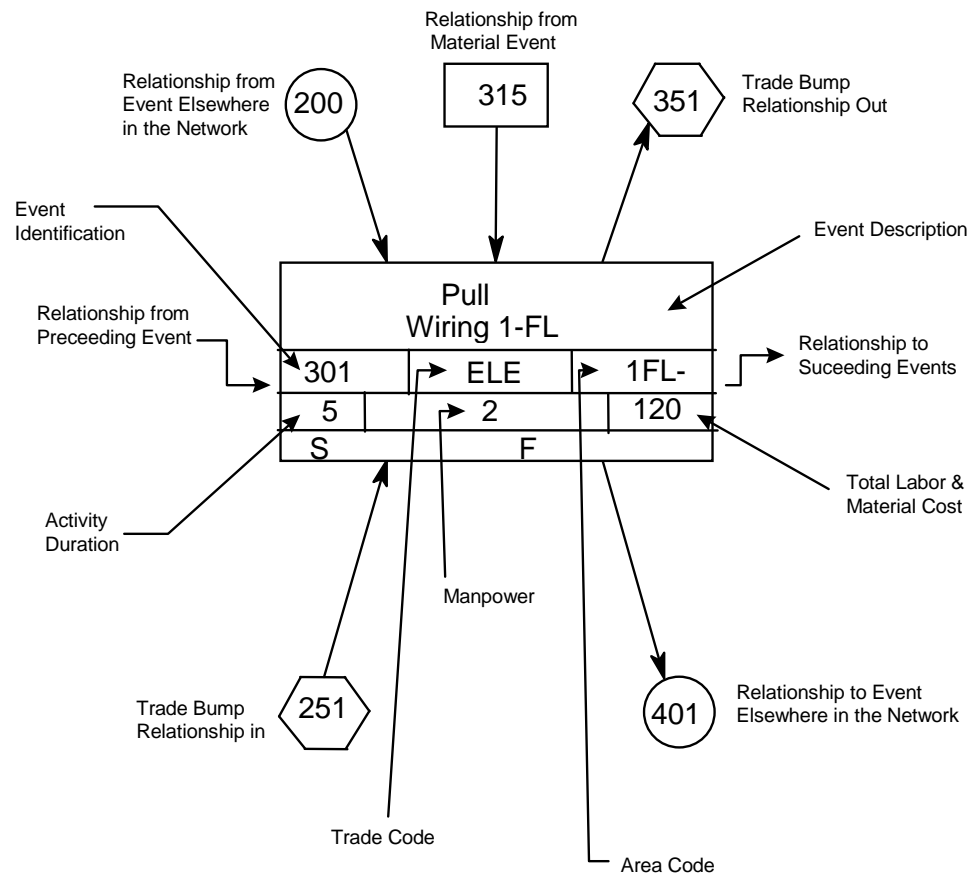 Relationship from
Material Event
Relationship from
Event Elsewhere
in the Network
200
315
351
Trade Bump
Relationship Out
Event
Identification
Event Description
Pull
Wiring 1-FL
Relationship from
Preceeding Event
Relationship to
Suceeding Events
301
ELE
1FL-
5
2
120
S
F
Total Labor &
Material Cost
Activity
Duration
Manpower
Trade Bump
Relationship in
251
401
Relationship to Event
Elsewhere in the Network
Trade Code
Area Code